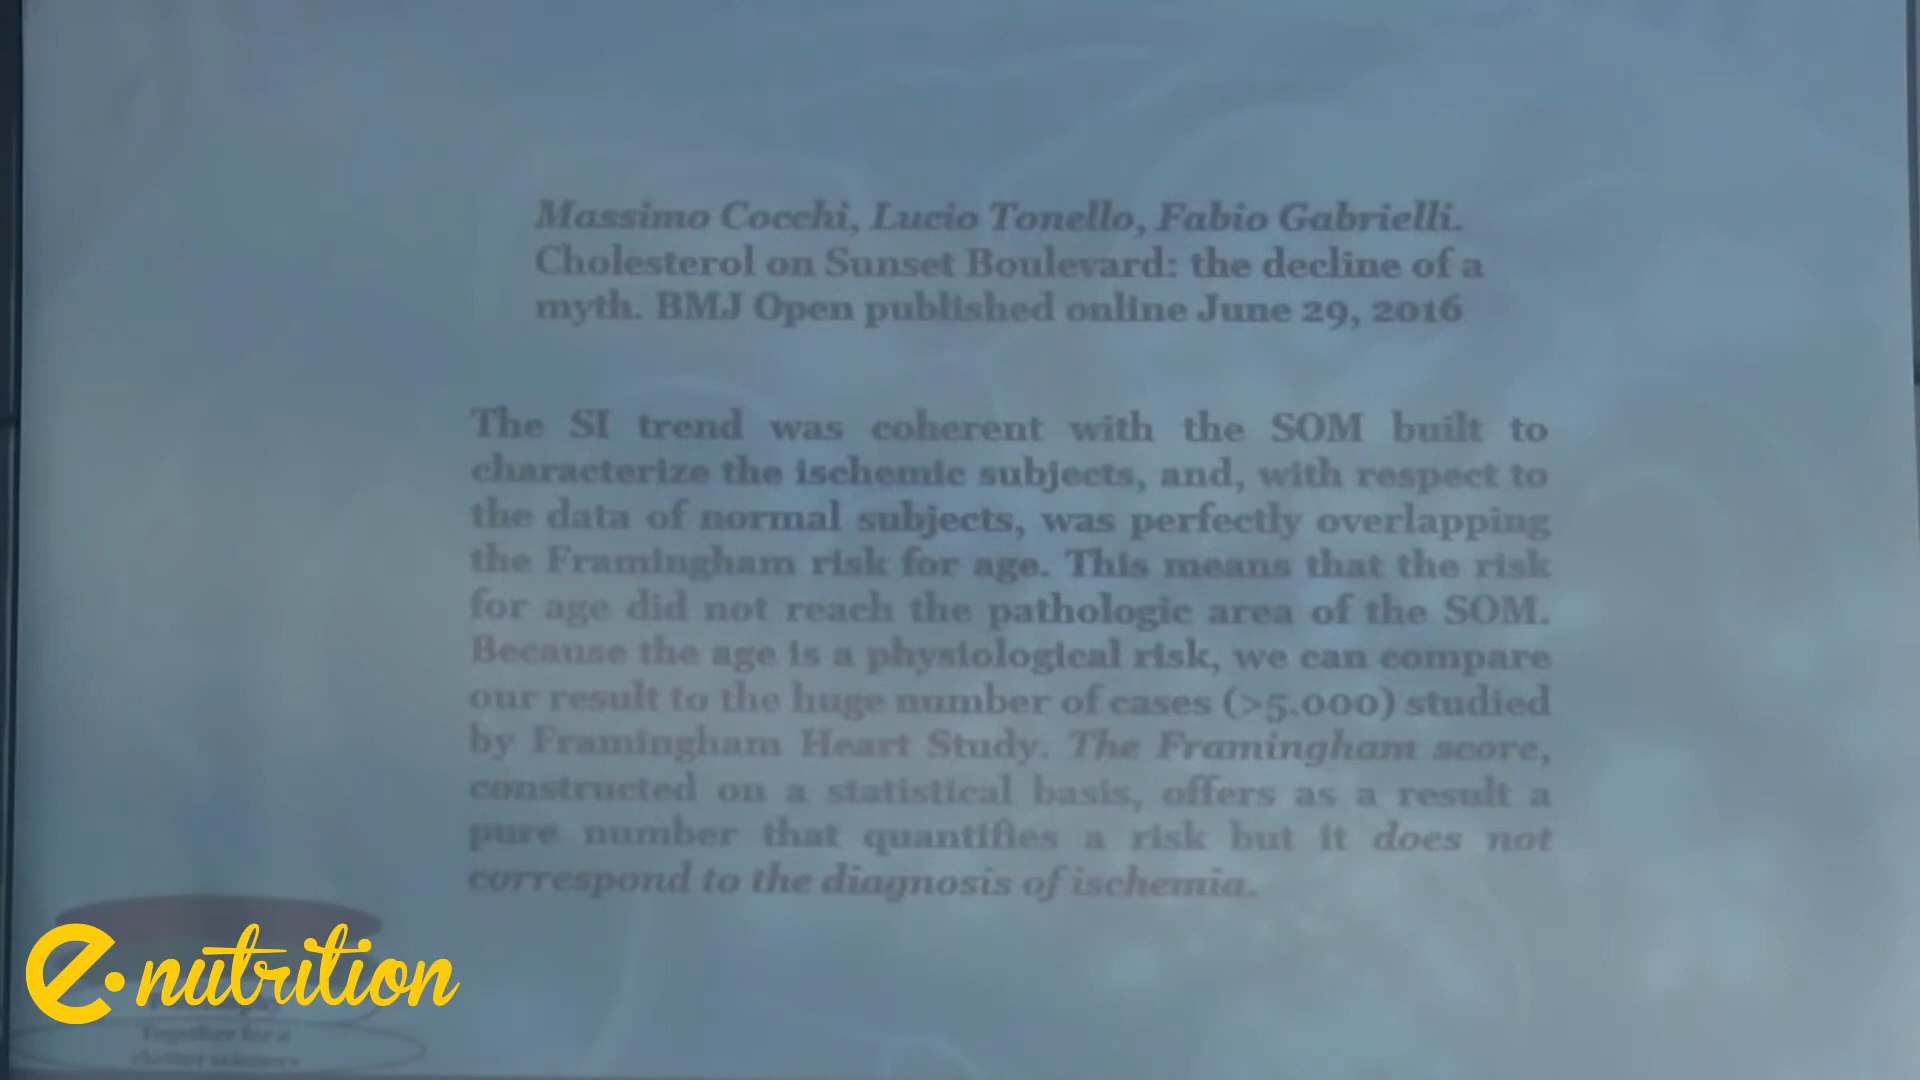 Massimo Cocchi, Lucio Tonello, Fabio Gabrielli.
Cholesterol on Sunset Boulevard: the decline of a
myth. BMJ Open published online June 29, 2016
The SI trend was coherent with the SOM built to
characterize the ischemic subjects, and, with respect to
the data of normal subjects, was perfectly overlapping
the Framingham risk for age. This means that the risk
for age did not reach the pathologic area of the SOM.
Because the age is a physiological risk, we can compare
our result to the huge number of cases (>5.000) studied
by Framingham Heart Study. The Framingham score,
constructed on a statistical basis, offers as a result a
pure number that quantifies a risk but it does not
correspond to the diagnosis of ischemia.
e·nutrition
Together for a